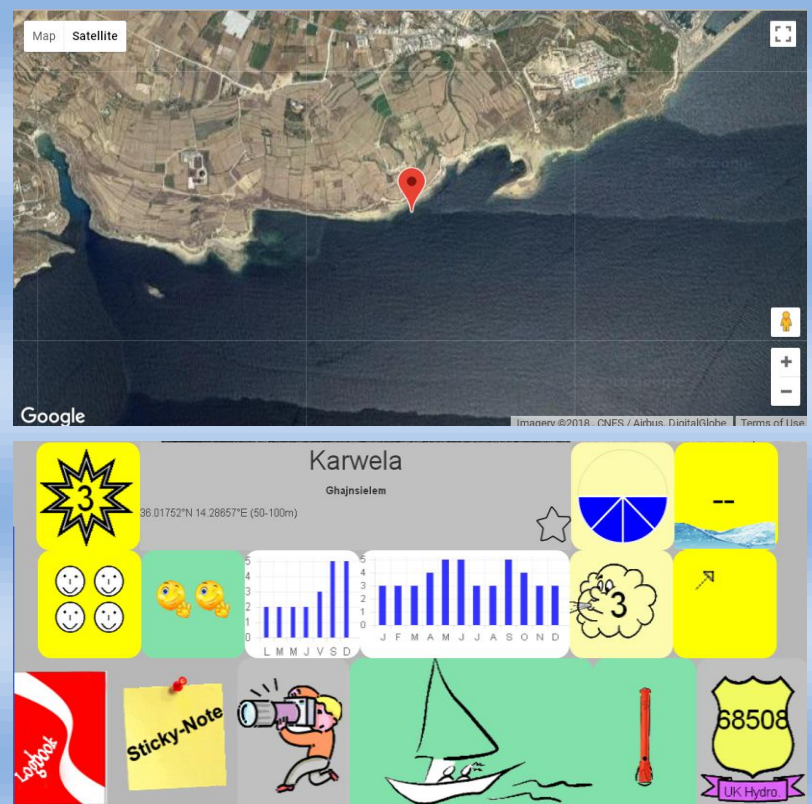 Map Satellite
Google
Imagery ©2018 , CNES / Airbus, DigitalGlobe Terms of Use
Karwela
Ghajnsielem
36.01752°N 14.28657°E (50-100m)
3
--
5
4
3
2
1
0
L M M J V S D
5
4
3
2
1
0
J F M A M J J A S O N D
3
Logbook
Sticky-Note
68508
UK Hydro.